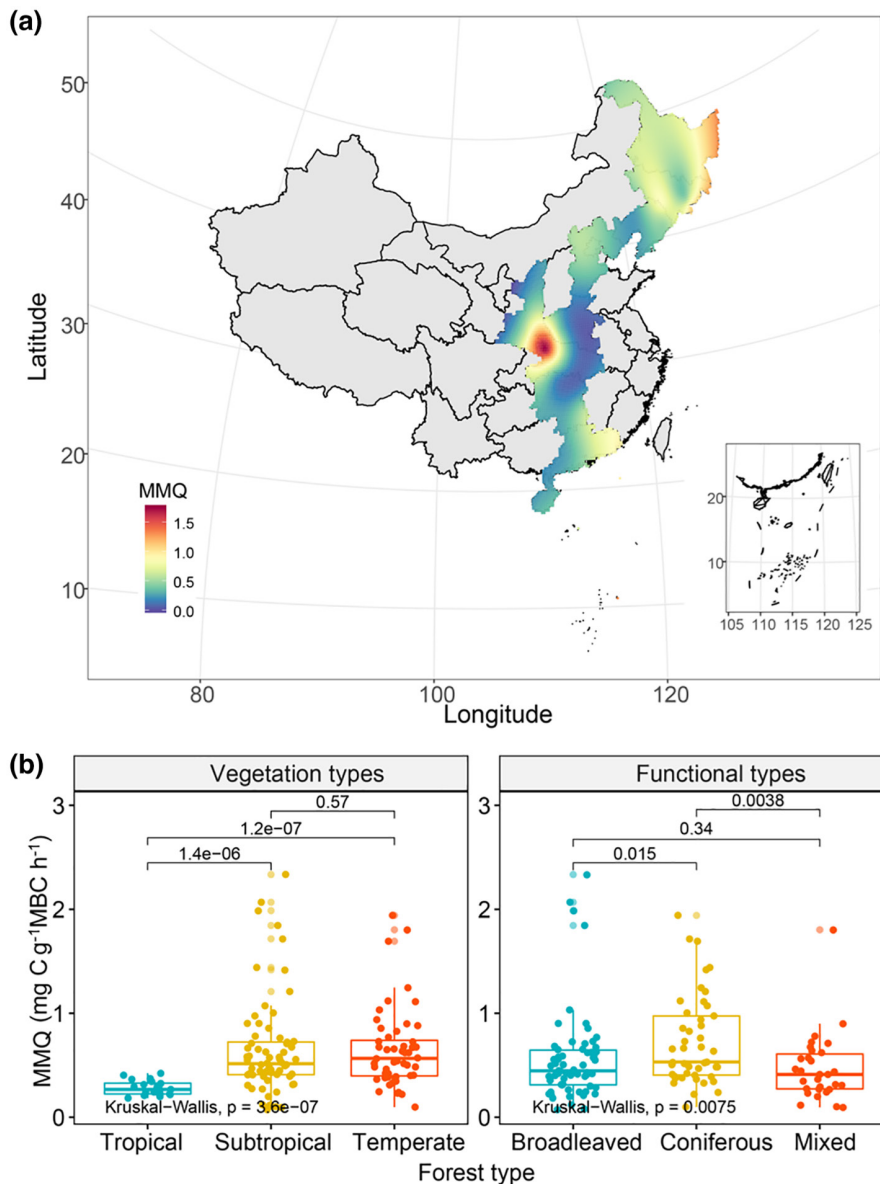 (a)
50
40
30
20
10
Latitude
MMQ
1.5
1.0
0.5
0.0
20
10
105 110 115 120 125
80 100 120
Longitude
(b)
Vegetation types Functional types
3
2
1
0
MMQ (mg C g⁻¹MBC h⁻¹)
0.57
1.2e−07
1.4e−06
Kruskal−Wallis, p = 3.6e−07
3
2
1
0
0.0038
0.34
0.015
Kruskal−Wallis, p = 0.0075
Tropical Subtropical Temperate Broadleaved Coniferous Mixed
Forest type